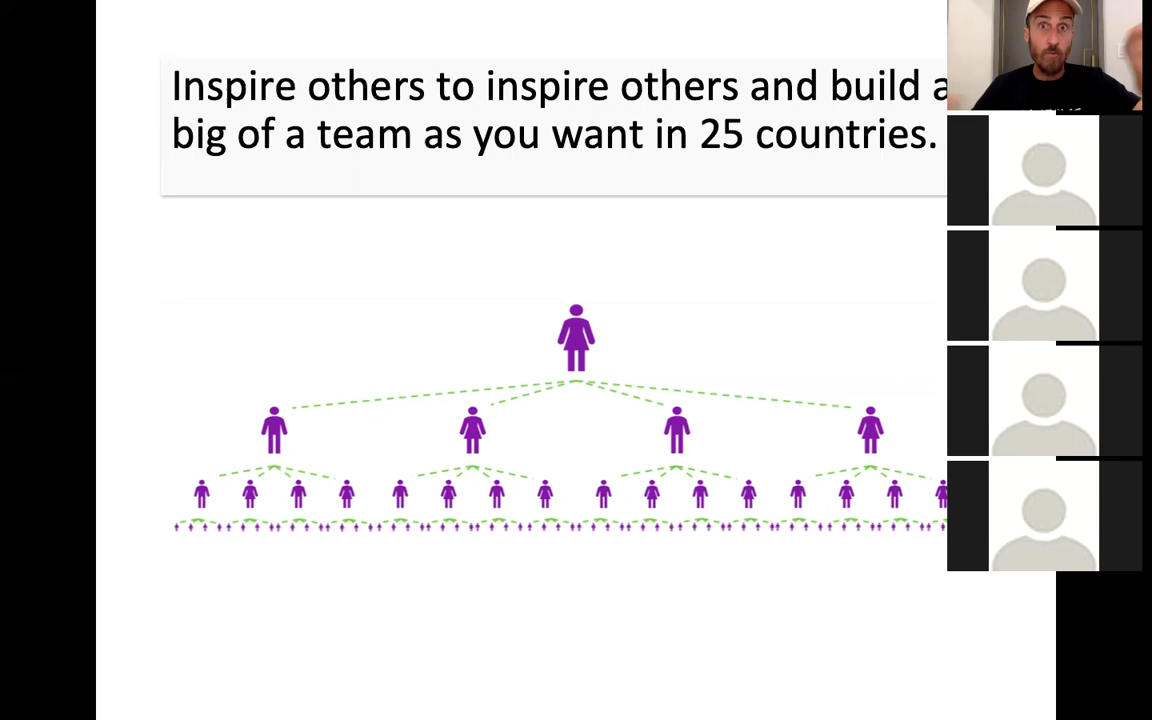 Inspire others to inspire others and build a
big of a team as you want in 25 countries.